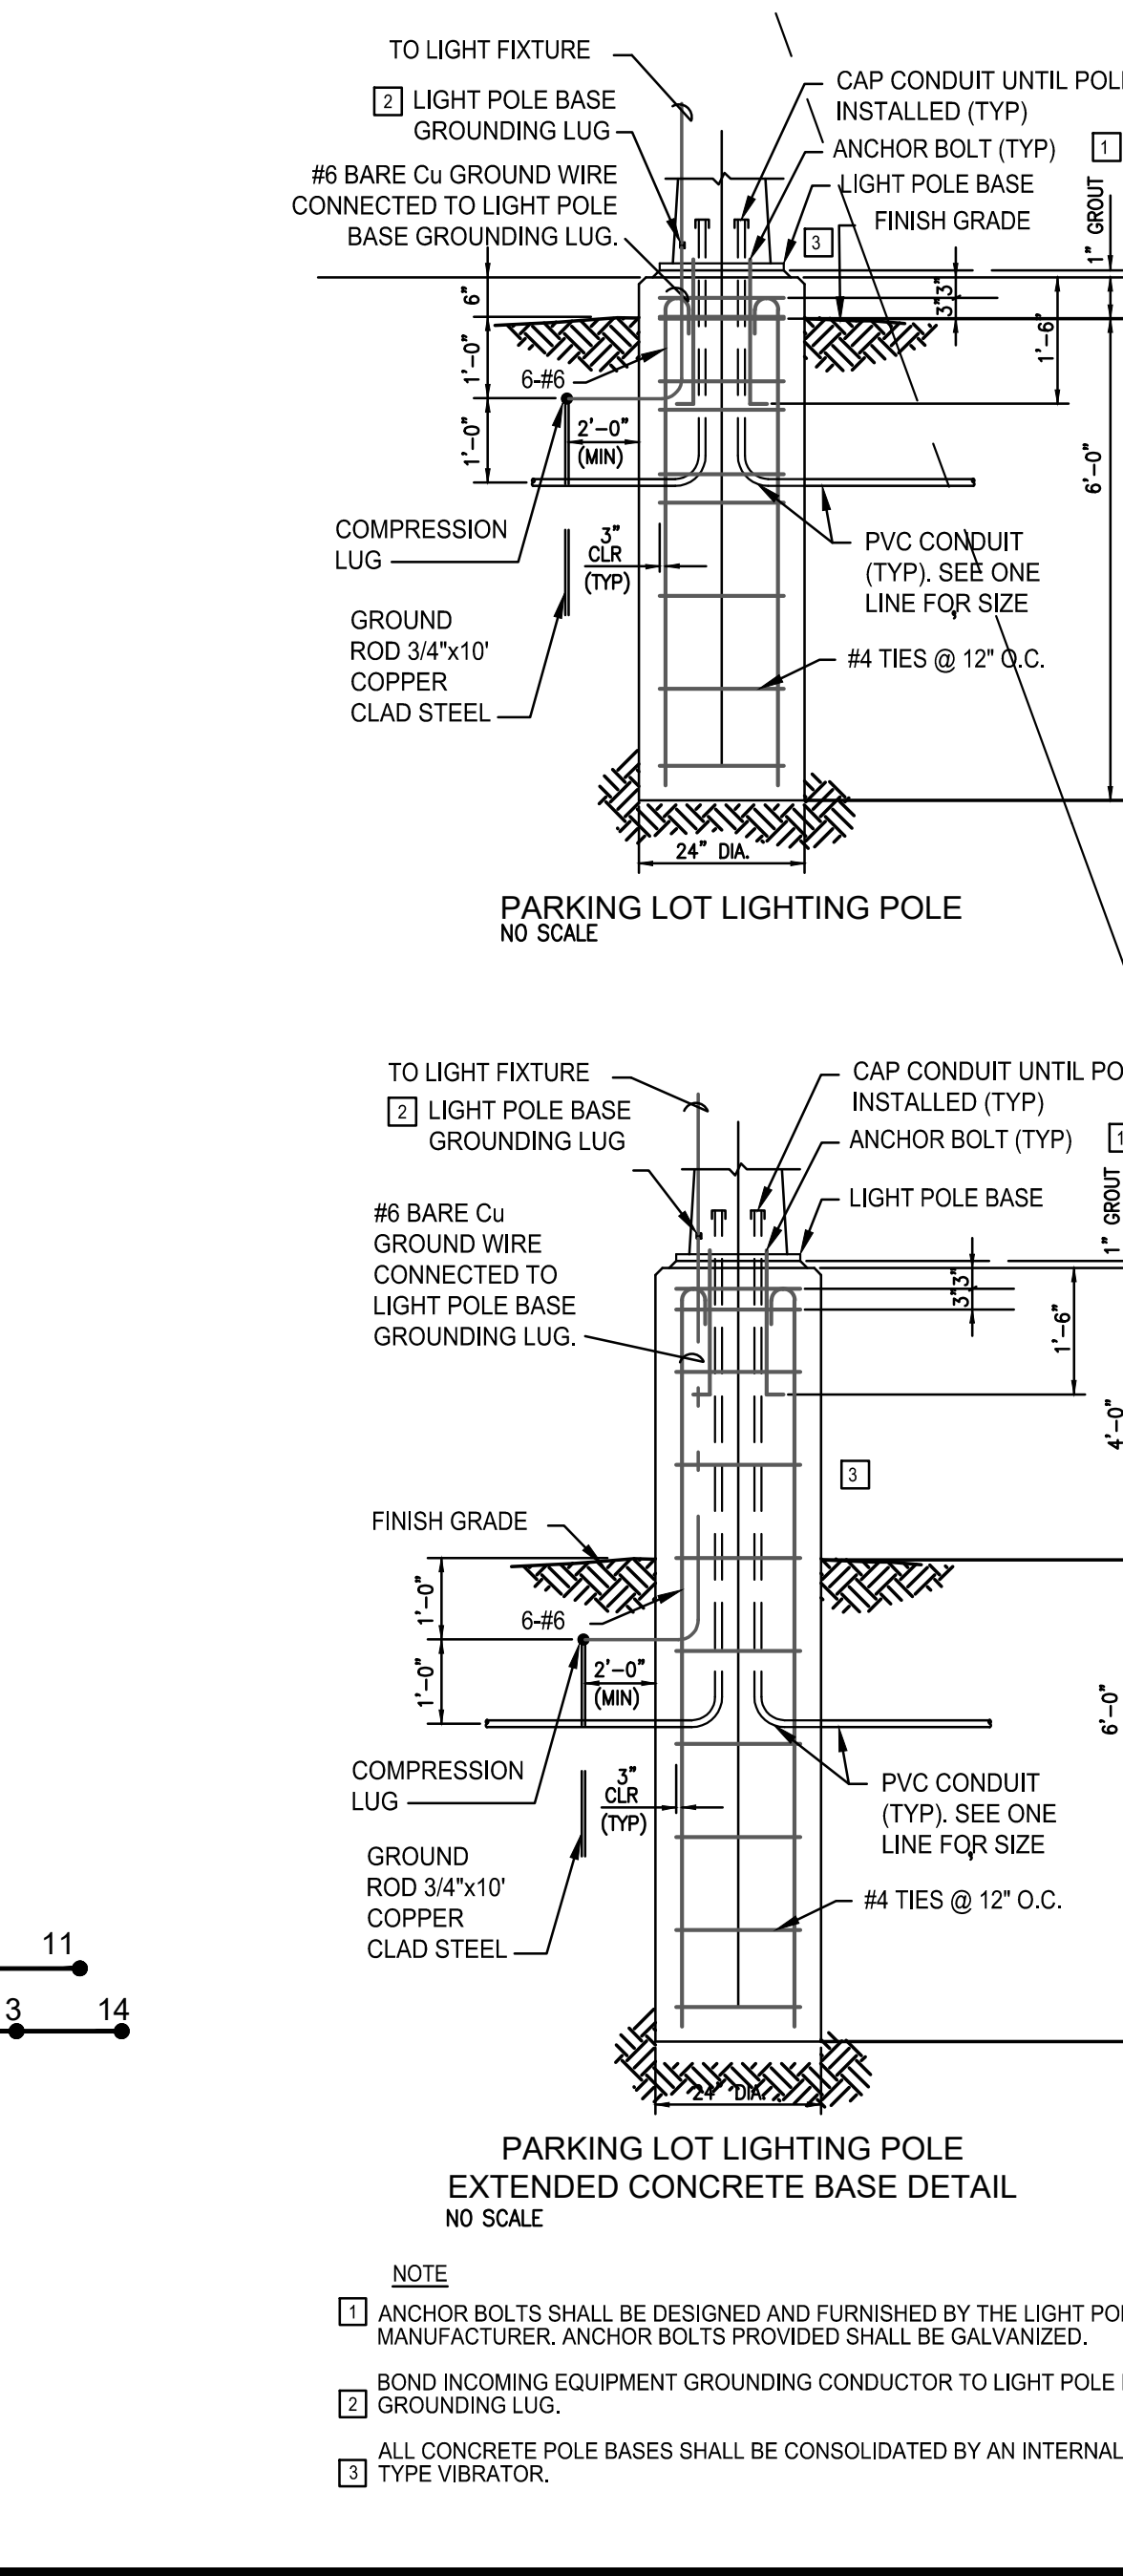 TO LIGHT FIXTURE
2 LIGHT POLE BASE
GROUNDING LUG
#6 BARE Cu GROUND WIRE
CONNECTED TO LIGHT POLE
BASE GROUNDING LUG.
CAP CONDUIT UNTIL POLE
INSTALLED (TYP)
ANCHOR BOLT (TYP) 1
LIGHT POLE BASE
FINISH GRADE
3
1" GROUT
6"
1'-0"
1'-0"
3"3"
1'-6"
6'-0"
6-#6
2'-0"
(MIN)
COMPRESSION
LUG
3"
CLR
(TYP)
PVC CONDUIT
(TYP). SEE ONE
LINE FOR SIZE
GROUND
ROD 3/4"x10'
COPPER
CLAD STEEL
#4 TIES @ 12" O.C.
24" DIA.
PARKING LOT LIGHTING POLE
NO SCALE
TO LIGHT FIXTURE
2 LIGHT POLE BASE
GROUNDING LUG
#6 BARE Cu
GROUND WIRE
CONNECTED TO
LIGHT POLE BASE
GROUNDING LUG.
CAP CONDUIT UNTIL PO
INSTALLED (TYP)
ANCHOR BOLT (TYP) 1
LIGHT POLE BASE
1" GROUT
3"3"
1'-6"
4'-0"
3
FINISH GRADE
1'-0"
1'-0"
6-#6
2'-0"
(MIN)
6'-0"
COMPRESSION
LUG
3"
CLR
(TYP)
PVC CONDUIT
(TYP). SEE ONE
LINE FOR SIZE
GROUND
ROD 3/4"x10'
COPPER
CLAD STEEL
#4 TIES @ 12" O.C.
11
3 14
24" DIA.
PARKING LOT LIGHTING POLE
EXTENDED CONCRETE BASE DETAIL
NO SCALE
NOTE
1 ANCHOR BOLTS SHALL BE DESIGNED AND FURNISHED BY THE LIGHT POL
MANUFACTURER. ANCHOR BOLTS PROVIDED SHALL BE GALVANIZED.
BOND INCOMING EQUIPMENT GROUNDING CONDUCTOR TO LIGHT POLE
2 GROUNDING LUG.
ALL CONCRETE POLE BASES SHALL BE CONSOLIDATED BY AN INTERNAL
3 TYPE VIBRATOR.